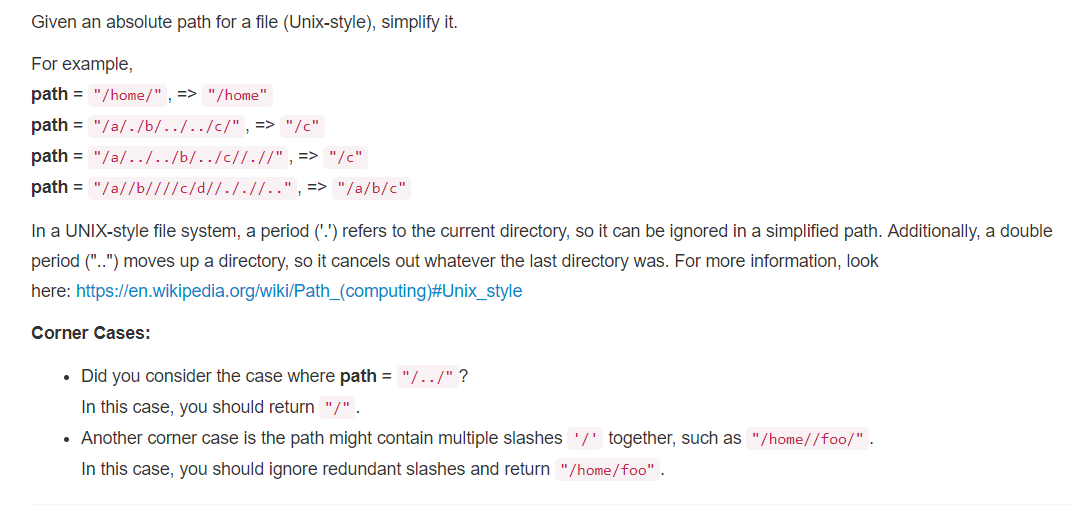 Given an absolute path for a file (Unix-style), simplify it.
For example,
path = "/home/", => "/home"
path = "/a/./b/../../c/", => "/c"
path = "/a/../../b/../c//.//", => "/c"
path = "/a//b////c/d//././/..", => "/a/b/c"
In a UNIX-style file system, a period ('.') refers to the current directory, so it can be ignored in a simplified path. Additionally, a double
period ("..") moves up a directory, so it cancels out whatever the last directory was. For more information, look
here: https://en.wikipedia.org/wiki/Path_(computing)#Unix_style
Corner Cases:
• Did you consider the case where path = "/../"?
In this case, you should return "/".
• Another corner case is the path might contain multiple slashes '/' together, such as "/home//foo/".
In this case, you should ignore redundant slashes and return "/home/foo".